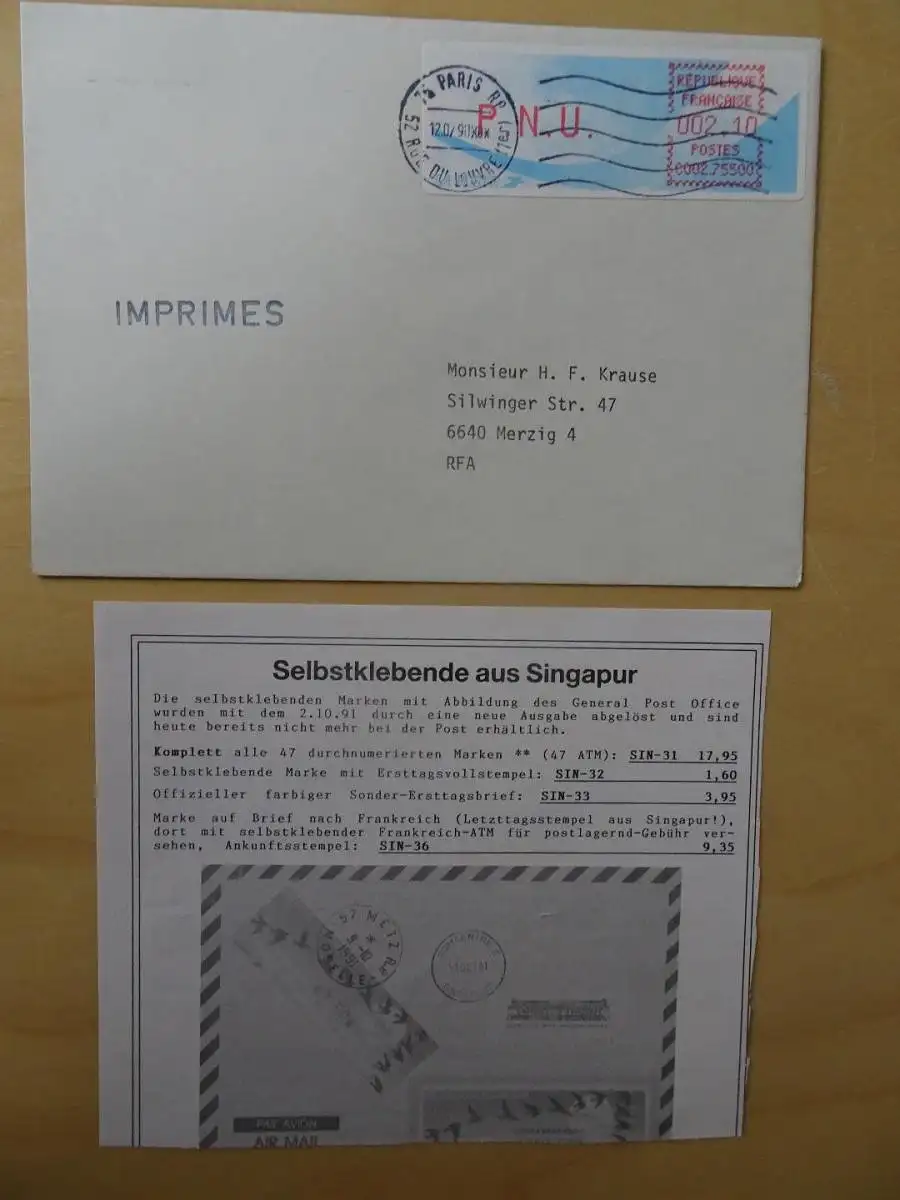 75 PARIS RP
52 RUE DU LOUVRE (1er)
P.N.U.
RÉPUBLIQUE
FRANÇAISE
002,10
POSTES
C002.75500
IMPRIMES
Monsieur H. F. Krause
Silwinger Str. 47
6640 Merzig 4
RFA
Selbstklebende aus Singapur
Die selbstklebenden Marken mit Abbildung des General Post Office
wurden mit dem 2.10.91 durch eine neue Ausgabe abgelöst und sind
heute bereits nicht mehr bei der Post erhältlich.
Komplett alle 47 durchnumerierten Marken ** (47 ATM): SIN-31 17,95
Selbstklebende Marke mit Ersttagsvollstempel: SIN-32 1,60
Offizieller farbiger Sonder-Ersttagsbrief: SIN-33 3,95
Marke auf Brief nach Frankreich (Letzttagsstempel aus Singapur!),
dort mit selbstklebender Frankreich-ATM für postlagernd-Gebühr ver-
sehen, Ankunftsstempel: SIN-36 9,35
57 METZ R.P
1991
PAR AVION
AIR MAIL